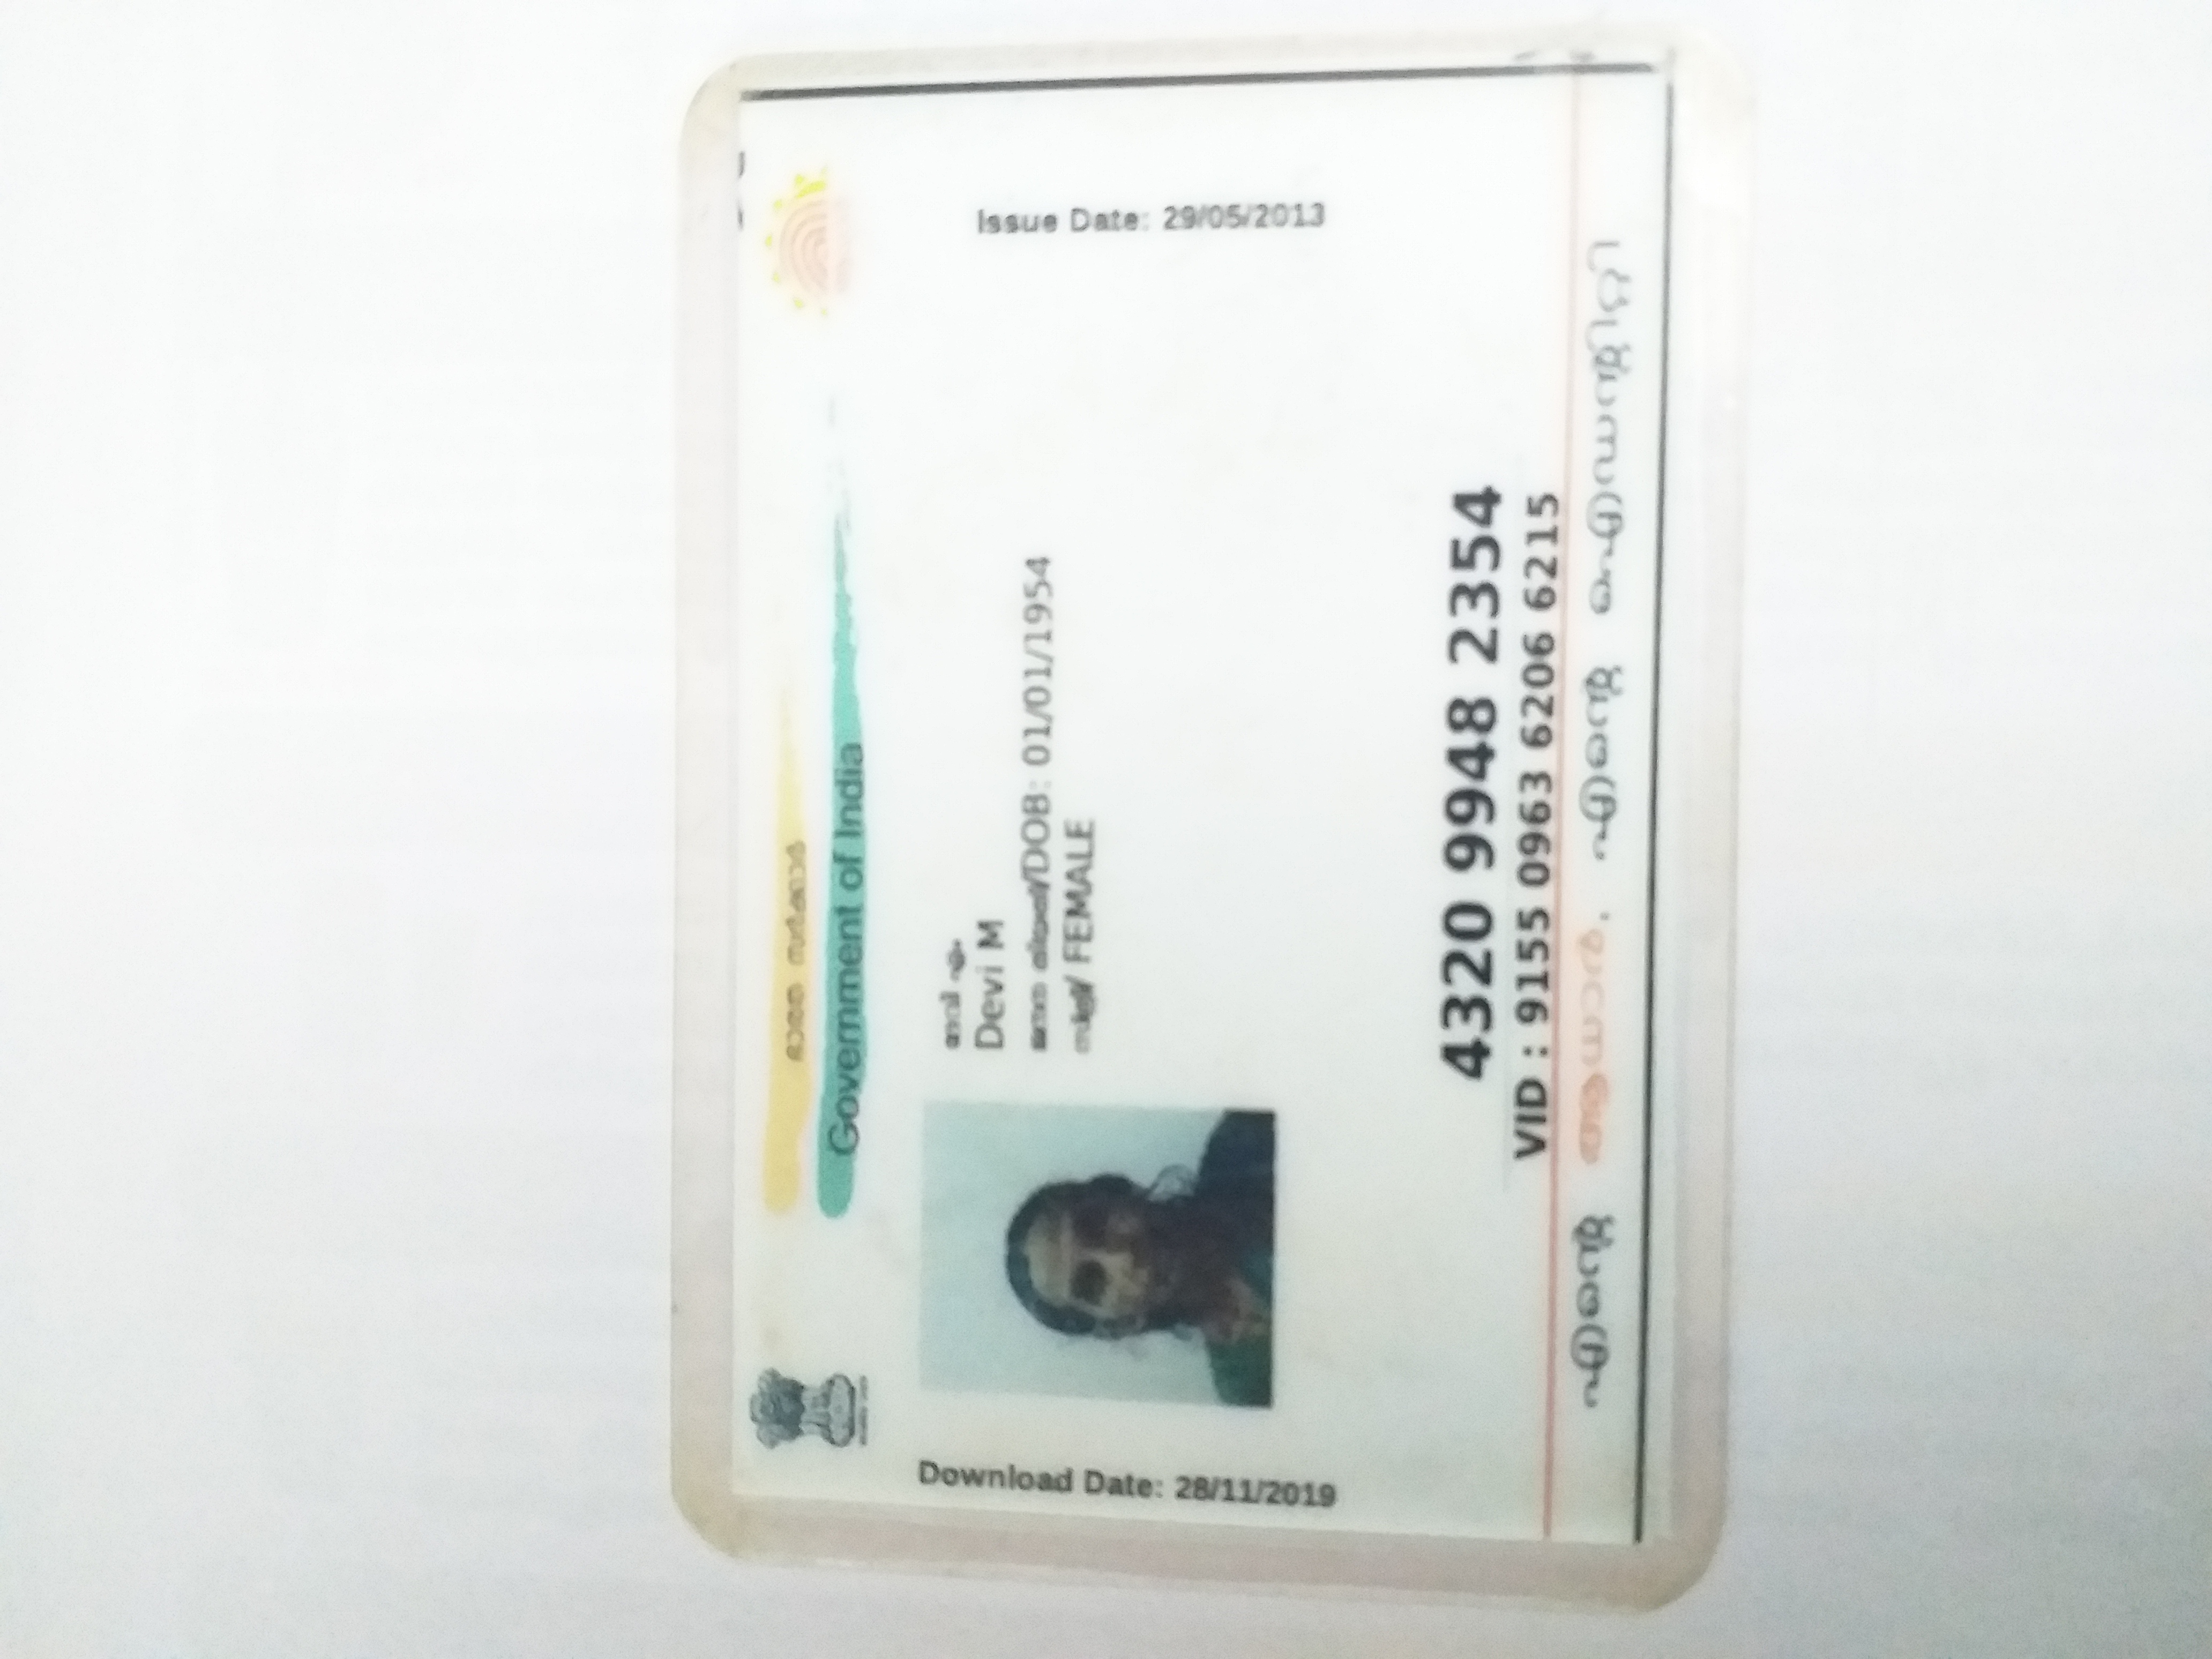 ഭാരത സർക്കാർ
Government of India
Download Date: 28/11/2019
ദേവി എം
Devi M
ജനന തിയതി/DOB: 01/01/1954
സ്ത്രീ/ FEMALE
Issue Date: 29/05/2013
4320 9948 2354
VID : 9155 0963 6206 6215
എന്റെ ആധാർ, എന്റെ ഐഡന്റിറ്റി